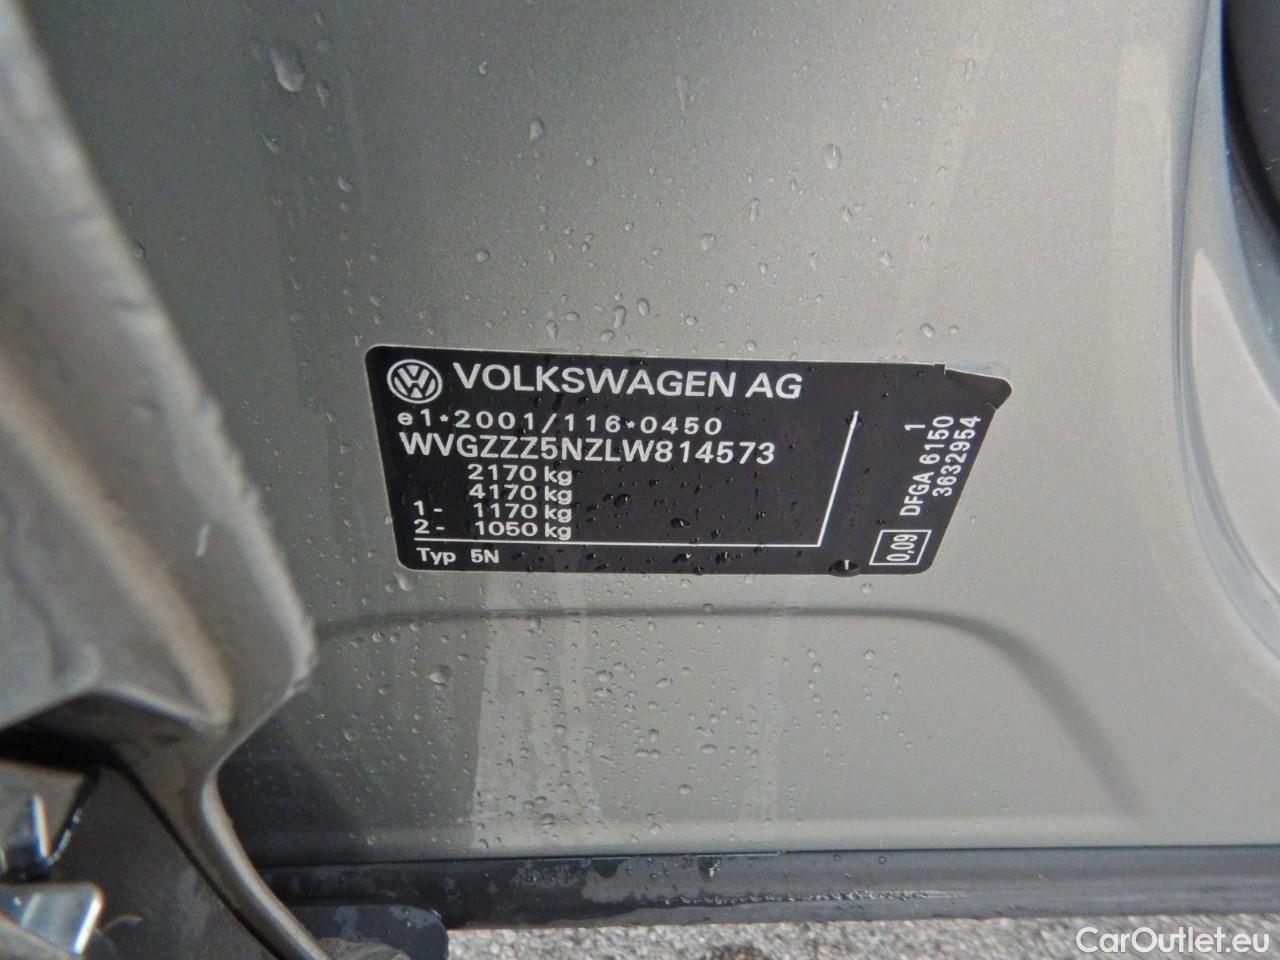 VOLKSWAGEN AG
e1*2001/116*0450
WVGZZZ5NZLW814573
2170 kg
4170 kg
1- 1170 kg
2- 1050 kg
Typ 5N
1
DFGA 6150
3632954
0,09
CarOutlet.eu